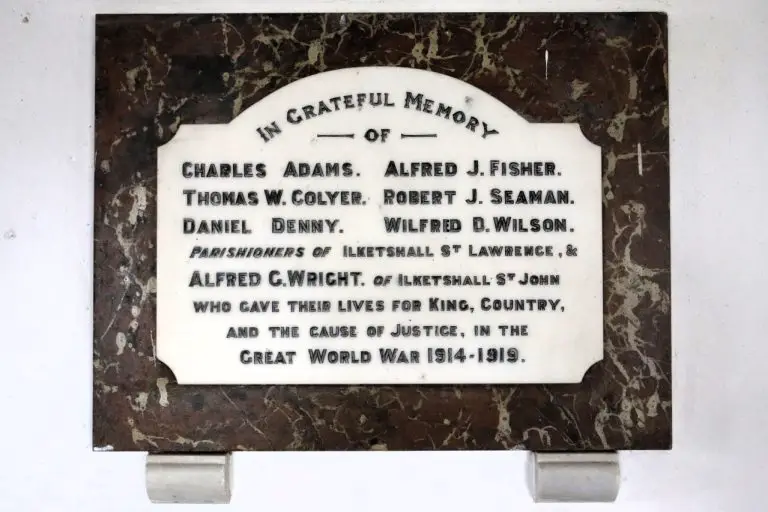 IN GRATEFUL MEMORY
OF
CHARLES ADAMS. ALFRED J. FISHER.
THOMAS W. COLYER. ROBERT J. SEAMAN.
DANIEL DENNY. WILFRED D. WILSON.
PARISHIONERS OF ILKETSHALL ST LAWRENCE, &
ALFRED G. WRIGHT. OF ILKETSHALL ST JOHN
WHO GAVE THEIR LIVES FOR KING, COUNTRY,
AND THE CAUSE OF JUSTICE, IN THE
GREAT WORLD WAR 1914-1919.